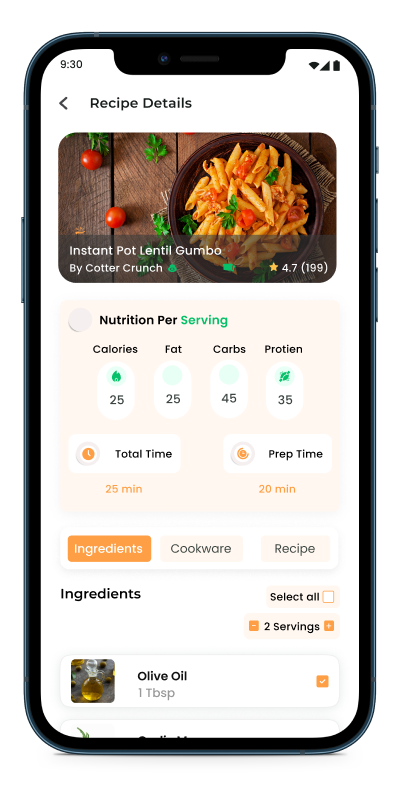 9:30
Recipe Details
Instant Pot Lentil Gumbo
By Cotter Crunch 4.7 (199)
Nutrition Per Serving
Calories Fat Carbs Protien
25 25 45 35
Total Time Prep Time
25 min 20 min
Ingredients Cookware Recipe
Ingredients
Select all
2 Servings
Olive Oil
1 Tbsp